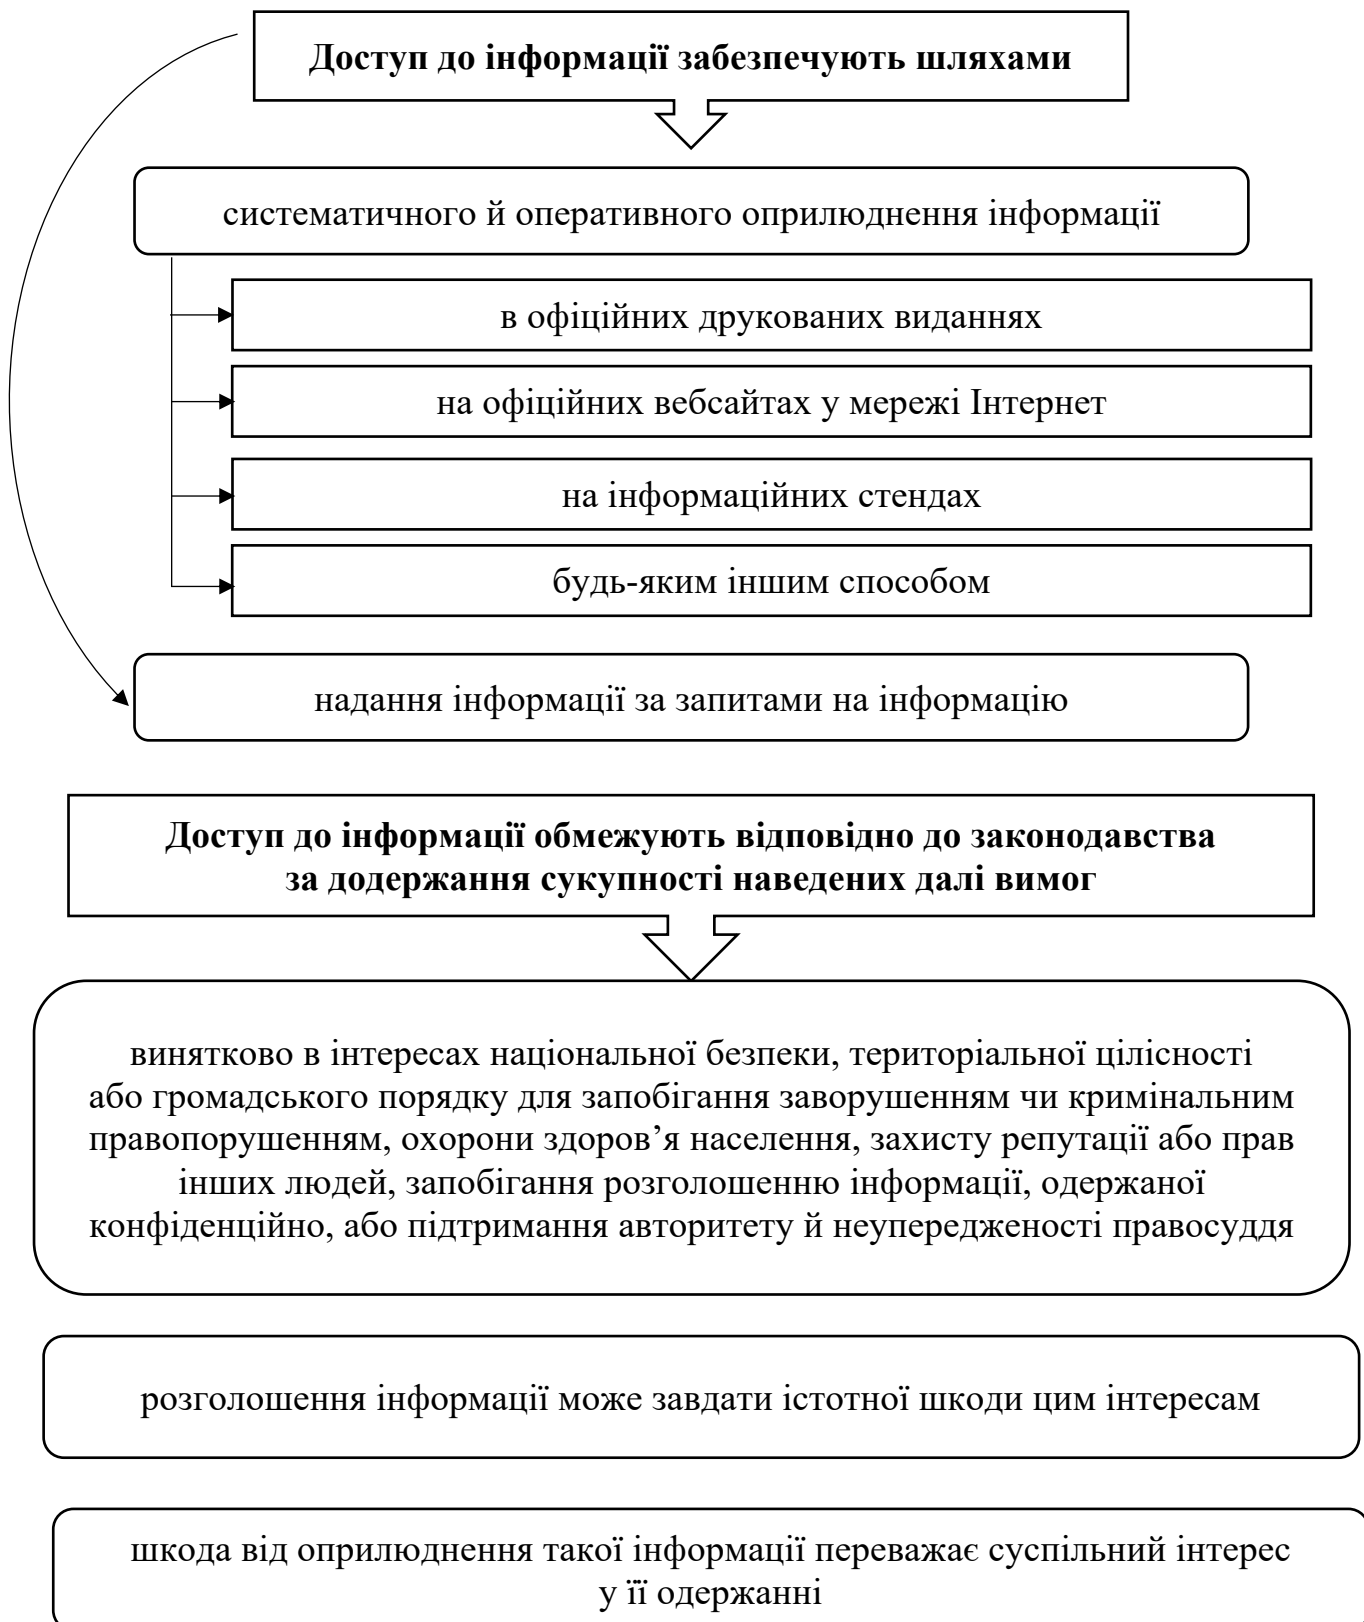 Доступ до інформації забезпечують шляхами
систематичного й оперативного оприлюднення інформації
в офіційних друкованих виданнях
на офіційних вебсайтах у мережі Інтернет
на інформаційних стендах
будь-яким іншим способом
надання інформації за запитами на інформацію
Доступ до інформації обмежують відповідно до законодавства
за додержання сукупності наведених далі вимог
винятково в інтересах національної безпеки, територіальної цілісності
або громадського порядку для запобігання заворушенням чи кримінальним
правопорушенням, охорони здоров’я населення, захисту репутації або прав
інших людей, запобігання розголошенню інформації, одержаної
конфіденційно, або підтримання авторитету й неупередженості правосуддя
розголошення інформації може завдати істотної шкоди цим інтересам
шкода від оприлюднення такої інформації переважає суспільний інтерес
у її одержанні